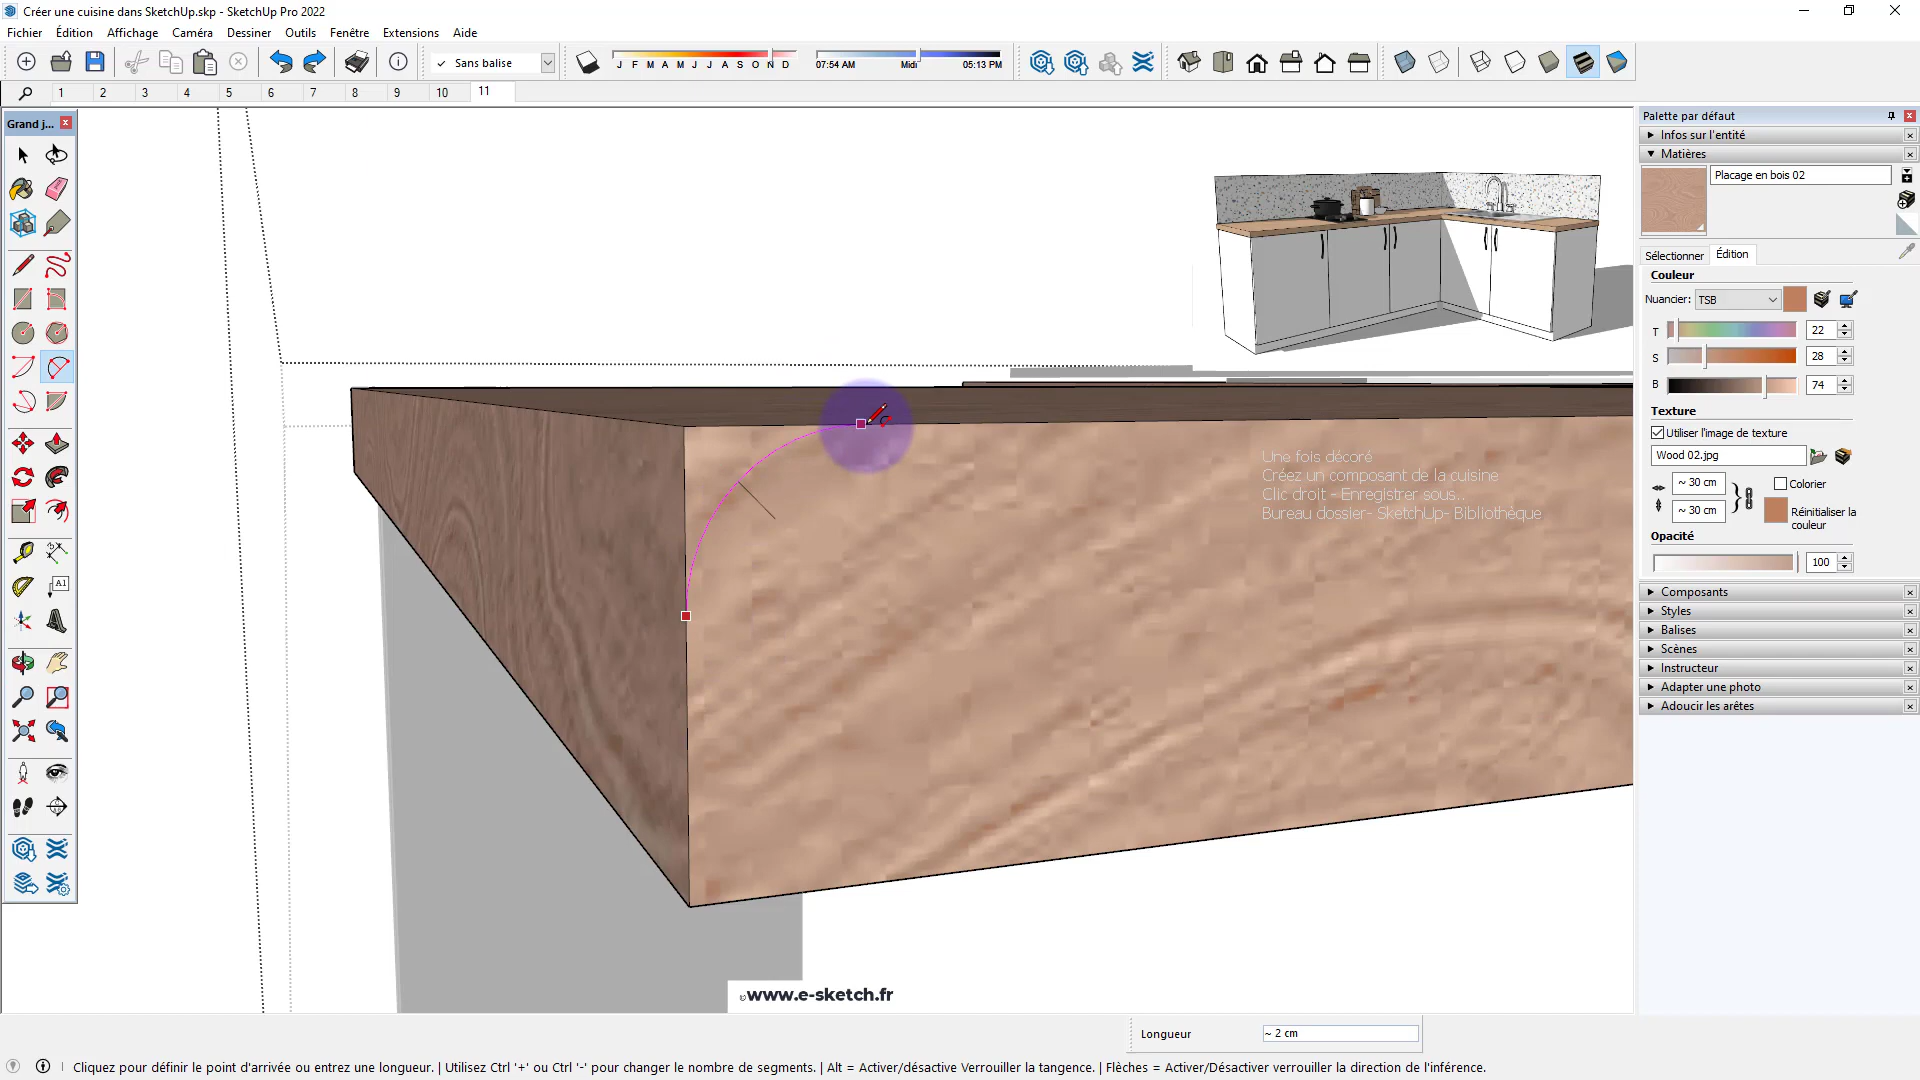 Créer une cuisine dans SketchUp.skp - SketchUp Pro 2022
Fichier Édition Affichage Caméra Dessiner Outils Fenêtre Extensions Aide
Sans balise
J F M A M J J A S O N D
07:54 AM Midi 05:13 PM
1 2 3 4 5 6 7 8 9 10 11
Grand j...
A1
Une fois décoré
Créez un composant de la cuisine
Clic droit - Enregistrer sous..
Bureau dossier- SketchUp- Bibliothèque
©www.e-sketch.fr
Palette par défaut
Infos sur l'entité
Matières
Placage en bois 02
Sélectionner Édition
Couleur
Nuancier: TSB
T 22
S 28
B 74
Texture
Utiliser l'image de texture
Wood 02.jpg
~ 30 cm
Colorier
~ 30 cm
Réinitialiser la
couleur
Opacité
100
Composants
Styles
Balises
Scènes
Instructeur
Adapter une photo
Adoucir les arêtes
Longueur ~ 2 cm
Cliquez pour définir le point d'arrivée ou entrez une longueur. | Utilisez Ctrl '+' ou Ctrl '-' pour changer le nombre de segments. | Alt = Activer/désactive Verrouiller la tangence. | Flèches = Activer/Désactiver verrouiller la direction de l'inférence.